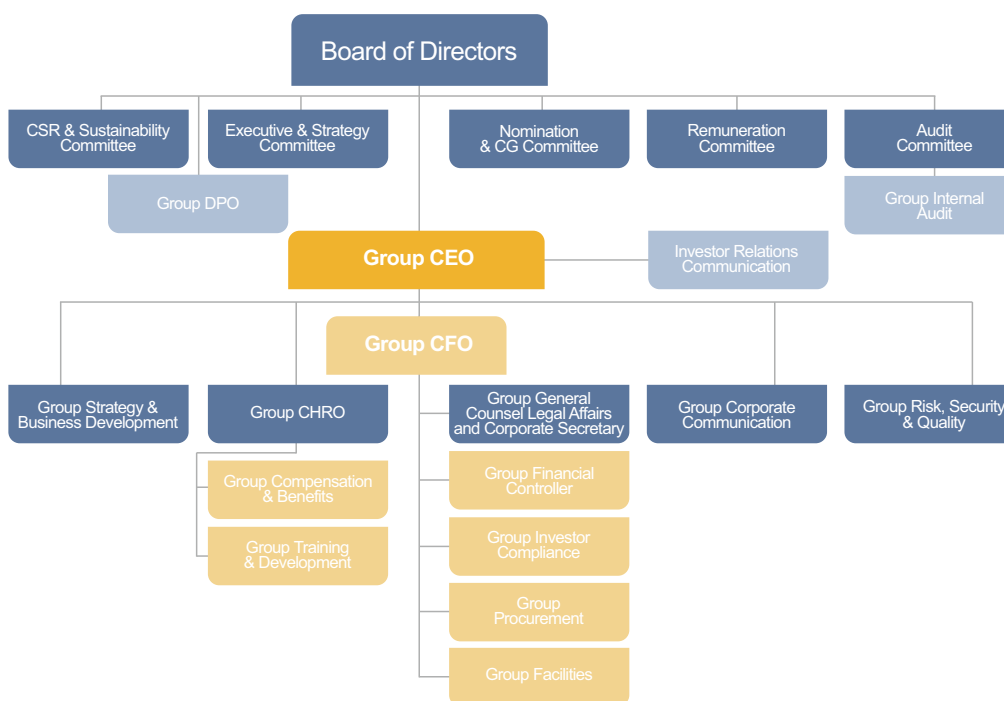 Board of Directors
CSR & Sustainability
Committee
Executive & Strategy
Committee
Nomination
& CG Committee
Remuneration
Committee
Audit
Committee
Group DPO
Group Internal
Audit
Group CEO
Investor Relations
Communication
Group CFO
Group Strategy &
Business Development
Group CHRO
Group General
Counsel Legal Affairs
and Corporate Secretary
Group Corporate
Communication
Group Risk, Security
& Quality
Group Compensation
& Benefits
Group Financial
Controller
Group Training
& Development
Group Investor
Compliance
Group
Procurement
Group Facilities